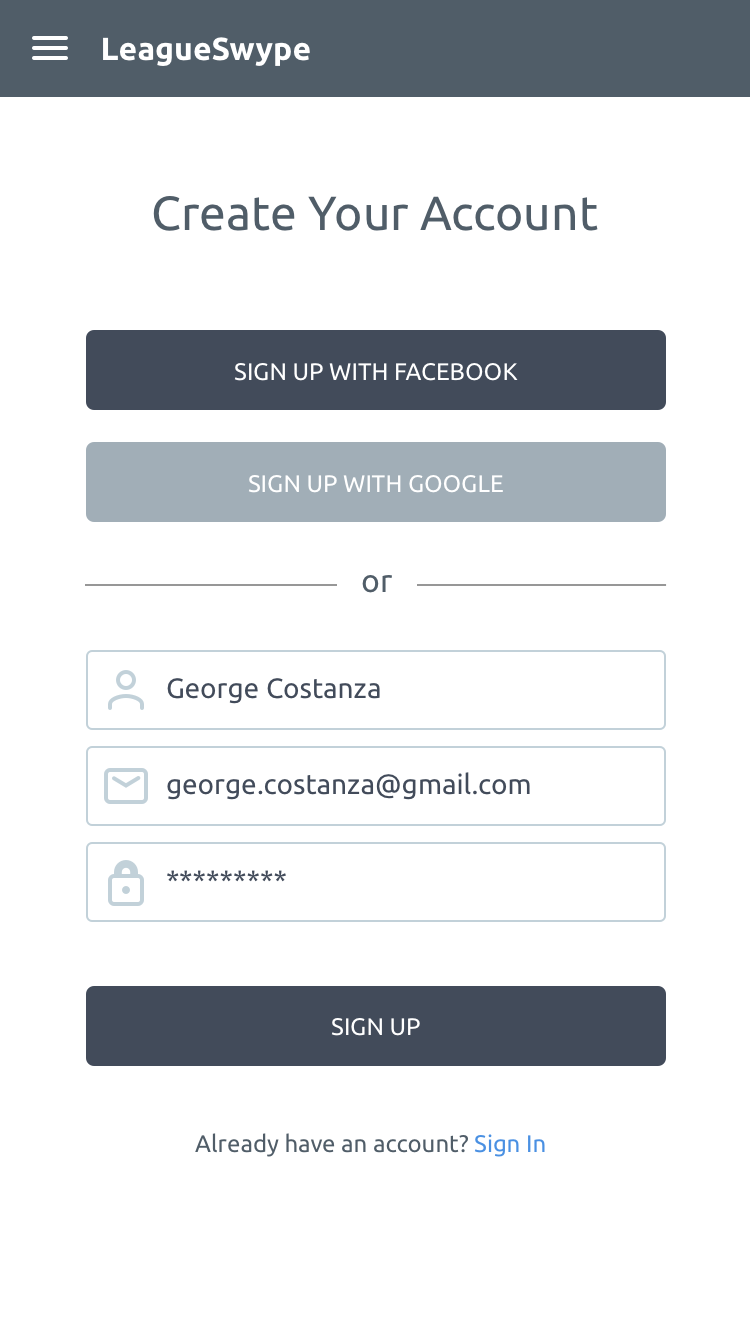 LeagueSwype
Create Your Account
SIGN UP WITH FACEBOOK
SIGN UP WITH GOOGLE
or
George Costanza
george.costanza@gmail.com
*********
SIGN UP
Already have an account? Sign In